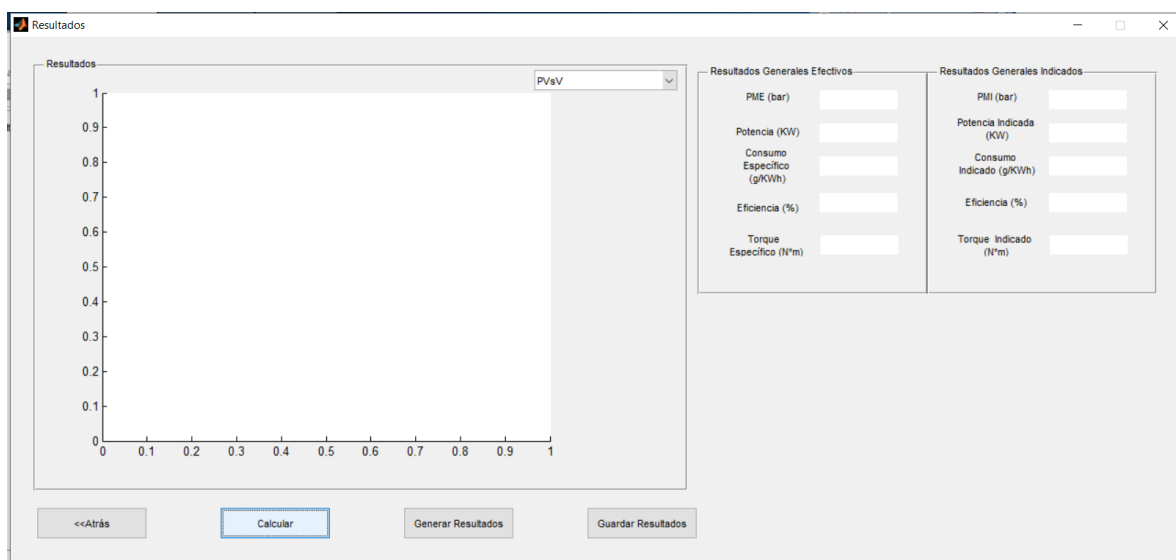 Resultados
Resultados
PVsV
1
0.9
0.8
0.7
0.6
0.5
0.4
0.3
0.2
0.1
0
0 0.1 0.2 0.3 0.4 0.5 0.6 0.7 0.8 0.9 1
Resultados Generales Efectivos
PME (bar)
Potencia (KW)
Consumo
Específico
(g/KWh)
Eficiencia (%)
Torque
Específico (N*m)
Resultados Generales Indicados
PMI (bar)
Potencia Indicada
(KW)
Consumo
Indicado (g/KWh)
Eficiencia (%)
Torque Indicado
(N*m)
<<Atrás
Calcular
Generar Resultados
Guardar Resultados